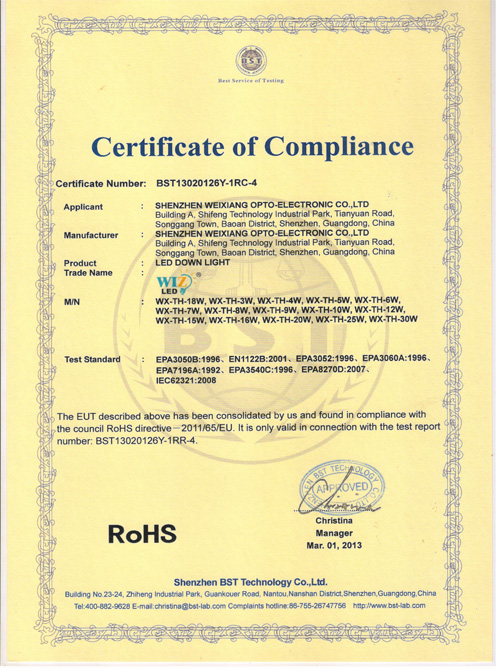 BST
Best Service of Testing
Certificate of Compliance
Certificate Number: BST13020126Y-1RC-4
Applicant : SHENZHEN WEIXIANG OPTO-ELECTRONIC CO.,LTD
Building A, Shifeng Technology Industrial Park, Tianyuan Road,
Songgang Town, Baoan District, Shenzhen, Guangdong, China
Manufacturer : SHENZHEN WEIXIANG OPTO-ELECTRONIC CO.,LTD
Building A, Shifeng Technology Industrial Park, Tianyuan Road,
Songgang Town, Baoan District, Shenzhen, Guangdong, China
Product : LED DOWN LIGHT
Trade Name :
WIZ®
LED
M/N : WX-TH-18W, WX-TH-3W, WX-TH-4W, WX-TH-5W, WX-TH-6W,
WX-TH-7W, WX-TH-8W, WX-TH-9W, WX-TH-10W, WX-TH-12W,
WX-TH-15W, WX-TH-16W, WX-TH-20W, WX-TH-25W, WX-TH-30W
BST
Test Standard : EPA3050B:1996、EN1122B:2001、EPA3052:1996、EPA3060A:1996、
EPA7196A:1992、EPA3540C:1996、EPA8270D:2007、
IEC62321:2008
The EUT described above has been consolidated by us and found in compliance with
the council RoHS directive－2011/65/EU. It is only valid in connection with the test report
number: BST13020126Y-1RR-4.
BST TECHNOLOGY CO
APPROVED
RoHS
Christina
Manager
Mar. 01, 2013
Shenzhen BST Technology Co.,Ltd.
Building No.23-24, Zhiheng Industrial Park, Guankouer Road, Nantou,Nanshan District,Shenzhen,Guangdong,China
Tel:400-882-9628 E-mail:christina@bst-lab.com Complaints hotline:86-755-26747756 http://www.bst-lab.com